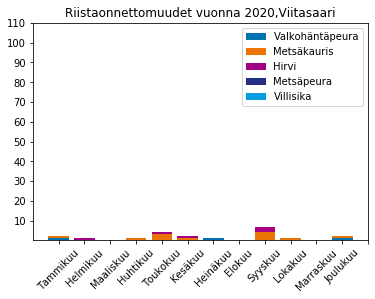 Riistaonnettomuudet vuonna 2020,Viitasaari
110
100
90
80
70
60
50
40
30
20
10
Valkohäntäpeura
Metsäkauris
Hirvi
Metsäpeura
Villisika
Tammikuu
Helmikuu
Maaliskuu
Huhtikuu
Toukokuu
Kesäkuu
Heinäkuu
Elokuu
Syyskuu
Lokakuu
Marraskuu
Joulukuu